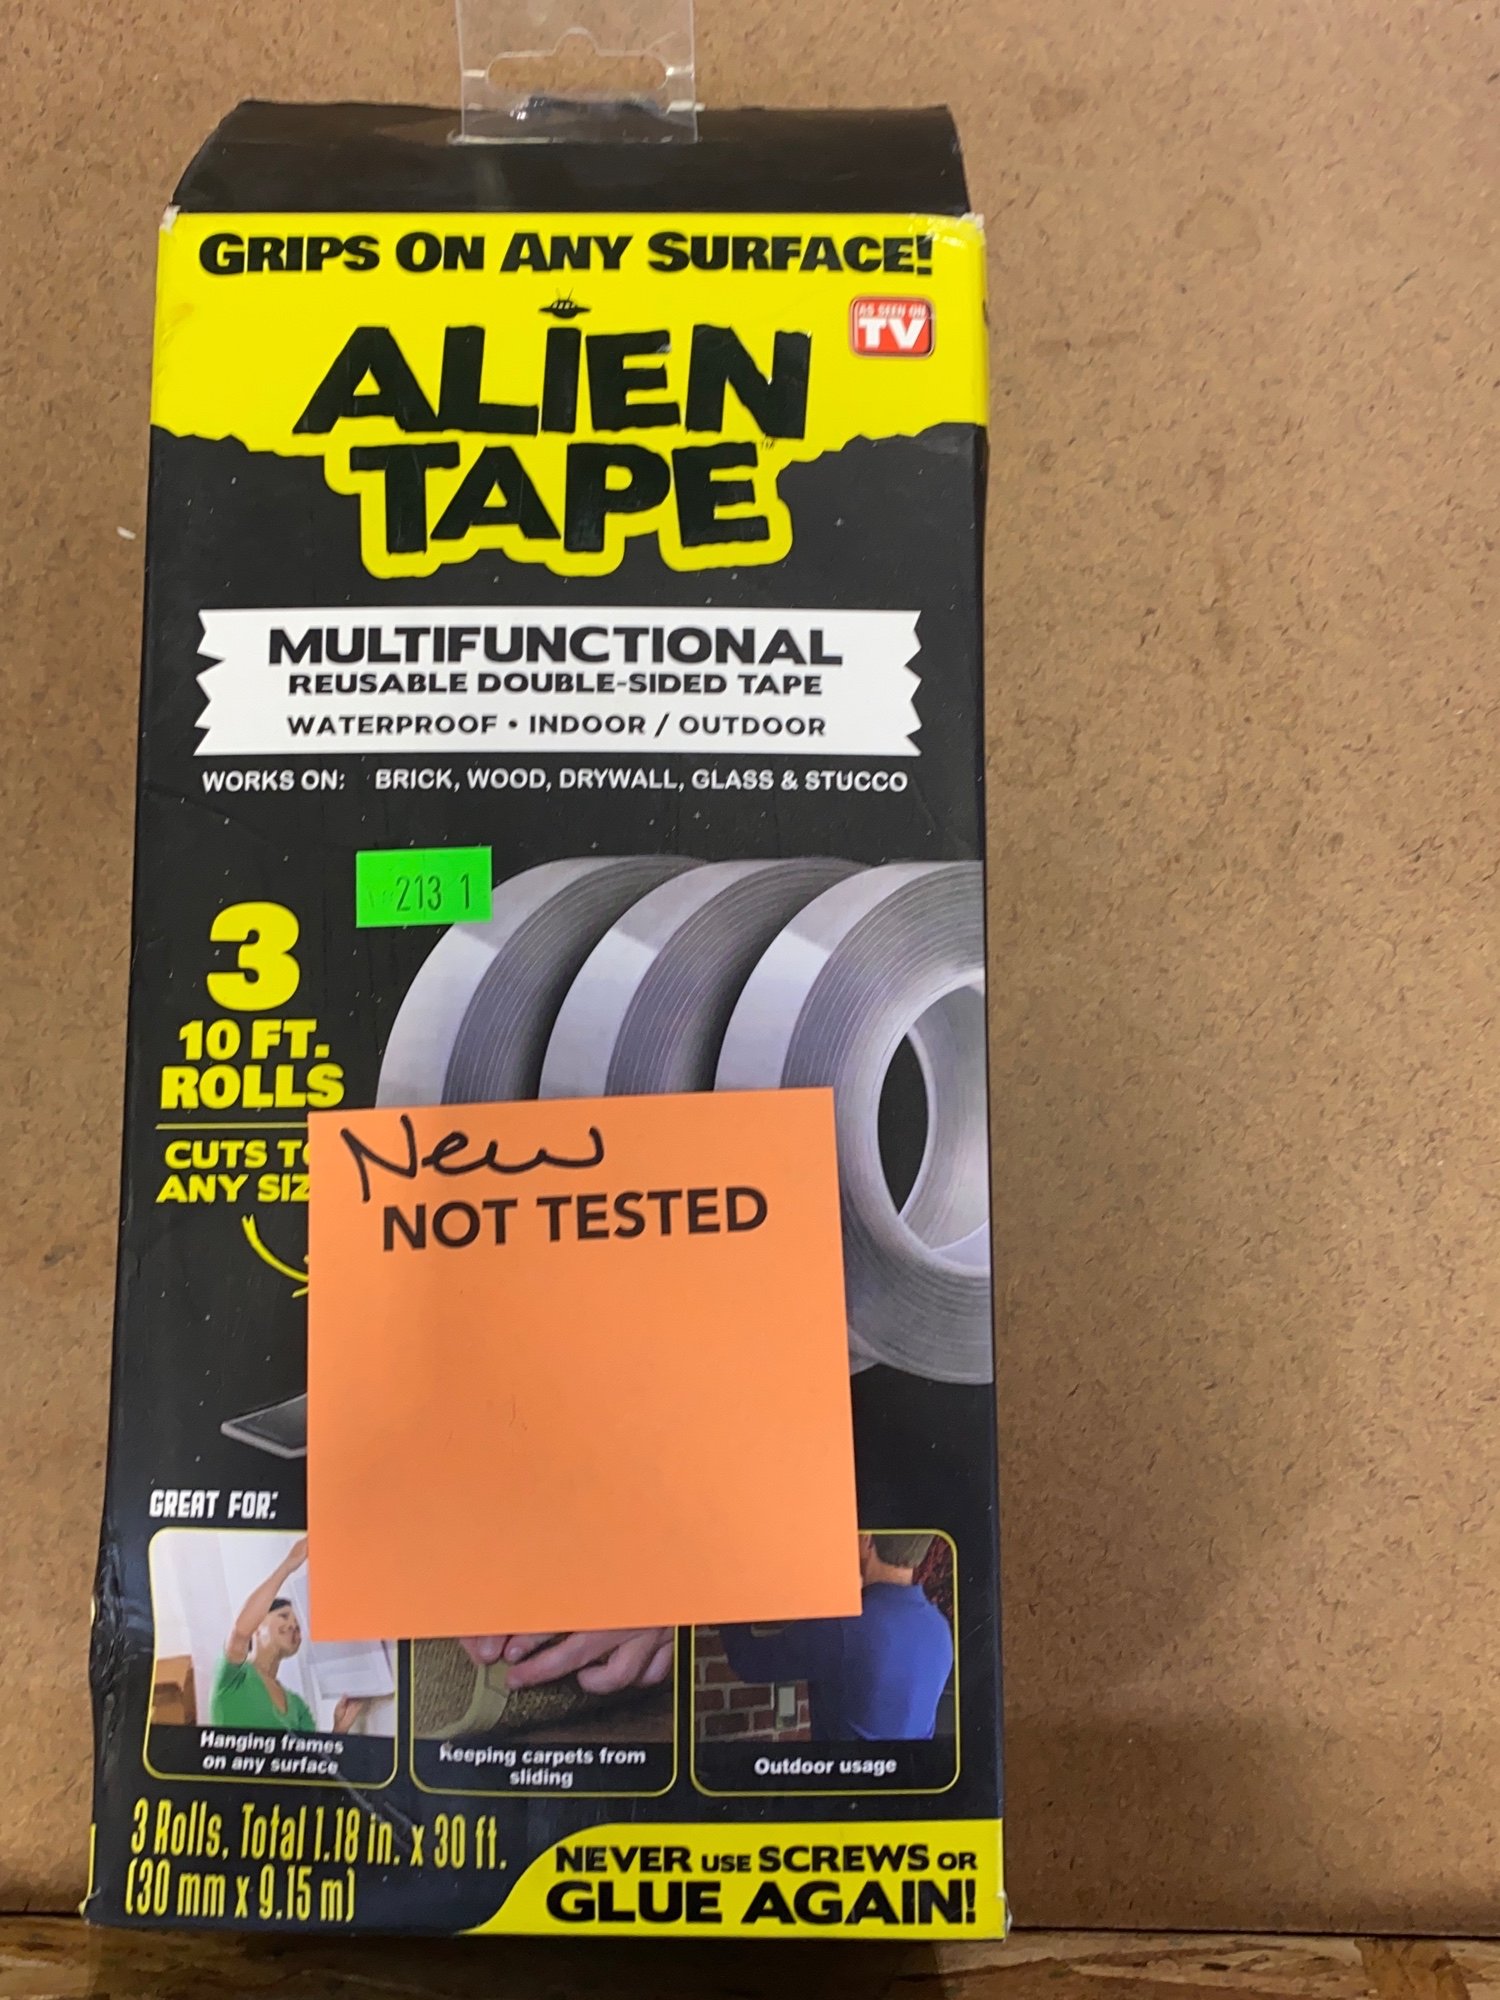 GRIPS ON ANY SURFACE!
AS SEEN ON
TV
ALIEN
TAPE™
MULTIFUNCTIONAL
REUSABLE DOUBLE-SIDED TAPE
WATERPROOF • INDOOR / OUTDOOR
WORKS ON: BRICK, WOOD, DRYWALL, GLASS & STUCCO
213 1
3
10 FT.
ROLLS
CUTS TO
ANY SIZ
New
NOT TESTED
GREAT FOR:
Hanging frames
on any surface
Keeping carpets from
sliding
Outdoor usage
3 Rolls, Total 1.18 in. x 30 ft.
(30 mm x 9.15 m)
NEVER USE SCREWS OR
GLUE AGAIN!